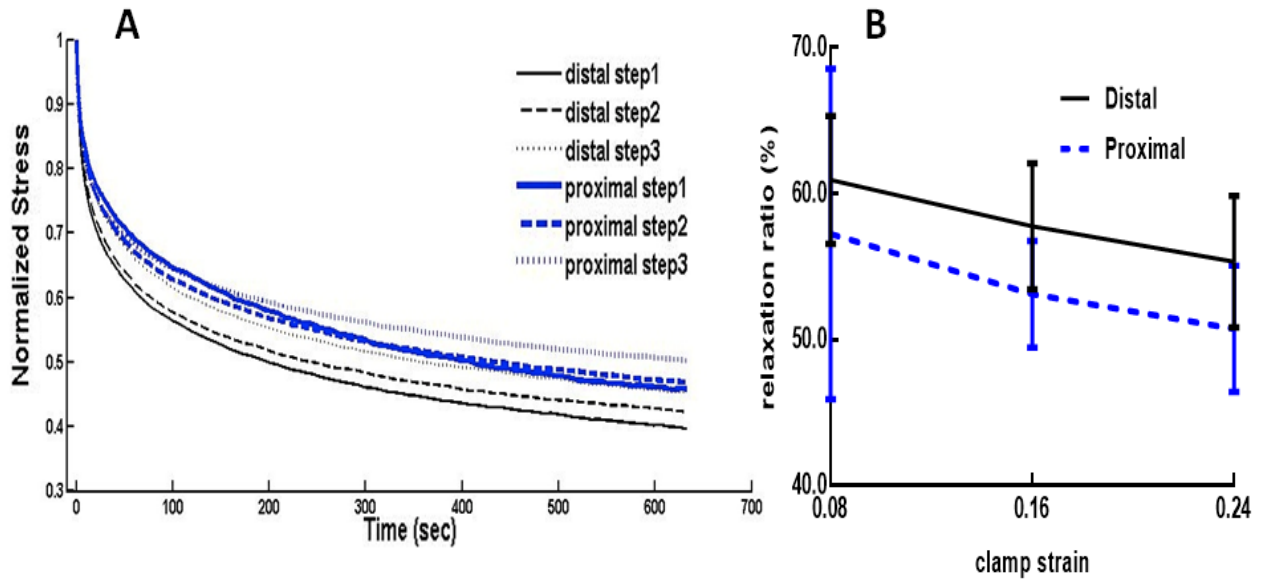 A
Normalized Stress
1
0.9
0.8
0.7
0.6
0.5
0.4
0.3
0
100
200
300
400
500
600
700
Time (sec)
distal step1
distal step2
distal step3
proximal step1
proximal step2
proximal step3
B
relaxation ratio (%)
70.0
60.0
50.0
40.0
0.08
0.16
0.24
clamp strain
Distal
Proximal